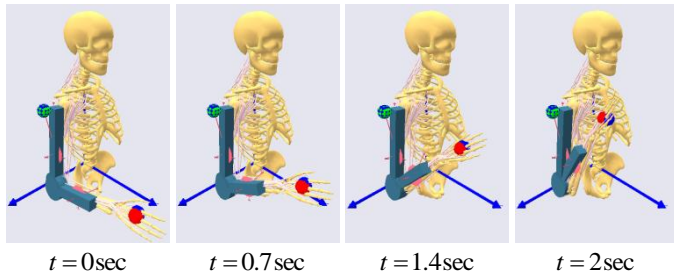 t = 0sec
t = 0.7sec
t = 1.4sec
t = 2sec